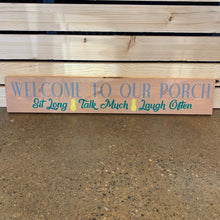 WELCOME TO OUR PORCH
Sit Long Talk Much Laugh Often